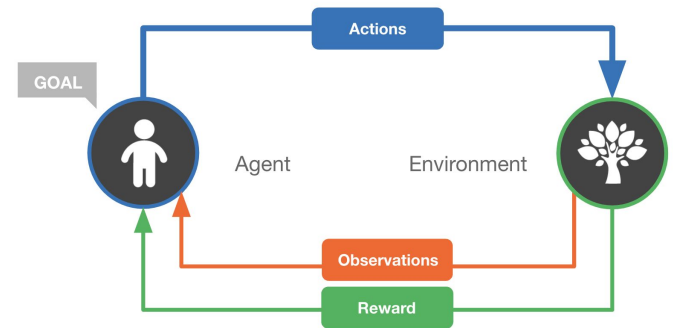 Actions
GOAL
Agent
Environment
Observations
Reward